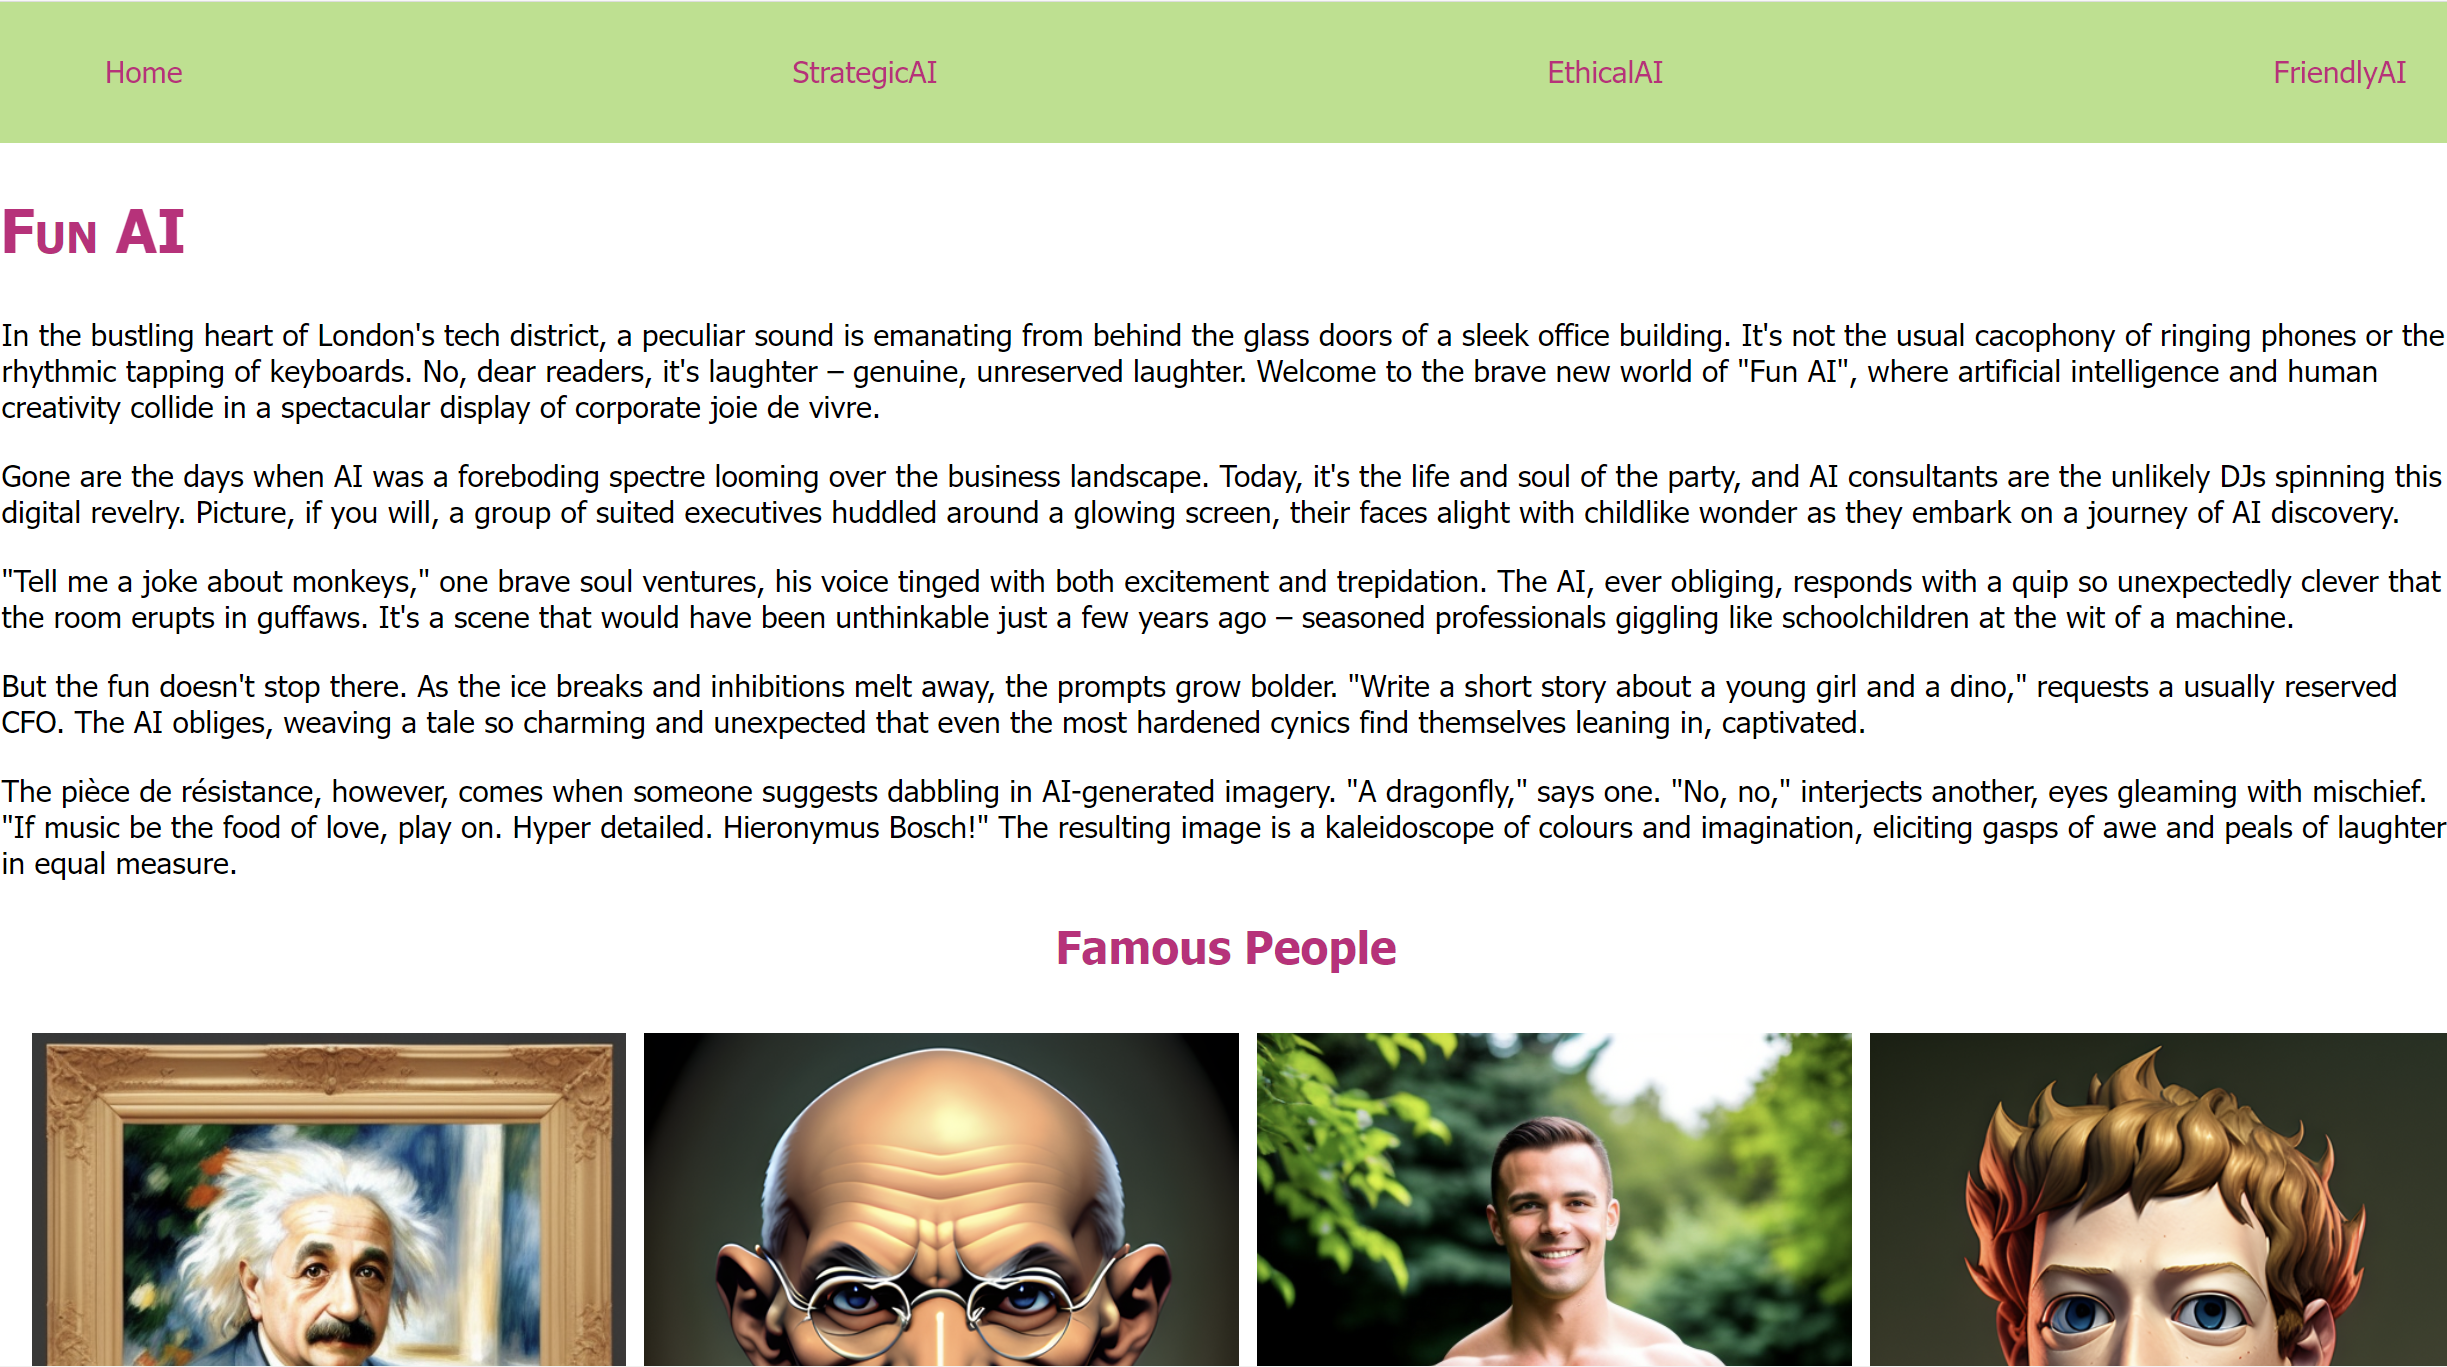 Home StrategicAI EthicalAI FriendlyAI
Fun AI
In the bustling heart of London's tech district, a peculiar sound is emanating from behind the glass doors of a sleek office building. It's not the usual cacophony of ringing phones or the
rhythmic tapping of keyboards. No, dear readers, it's laughter – genuine, unreserved laughter. Welcome to the brave new world of "Fun AI", where artificial intelligence and human
creativity collide in a spectacular display of corporate joie de vivre.
Gone are the days when AI was a foreboding spectre looming over the business landscape. Today, it's the life and soul of the party, and AI consultants are the unlikely DJs spinning this
digital revelry. Picture, if you will, a group of suited executives huddled around a glowing screen, their faces alight with childlike wonder as they embark on a journey of AI discovery.
"Tell me a joke about monkeys," one brave soul ventures, his voice tinged with both excitement and trepidation. The AI, ever obliging, responds with a quip so unexpectedly clever that
the room erupts in guffaws. It's a scene that would have been unthinkable just a few years ago – seasoned professionals giggling like schoolchildren at the wit of a machine.
But the fun doesn't stop there. As the ice breaks and inhibitions melt away, the prompts grow bolder. "Write a short story about a young girl and a dino," requests a usually reserved
CFO. The AI obliges, weaving a tale so charming and unexpected that even the most hardened cynics find themselves leaning in, captivated.
The pièce de résistance, however, comes when someone suggests dabbling in AI-generated imagery. "A dragonfly," says one. "No, no," interjects another, eyes gleaming with mischief.
"If music be the food of love, play on. Hyper detailed. Hieronymus Bosch!" The resulting image is a kaleidoscope of colours and imagination, eliciting gasps of awe and peals of laughter
in equal measure.
Famous People